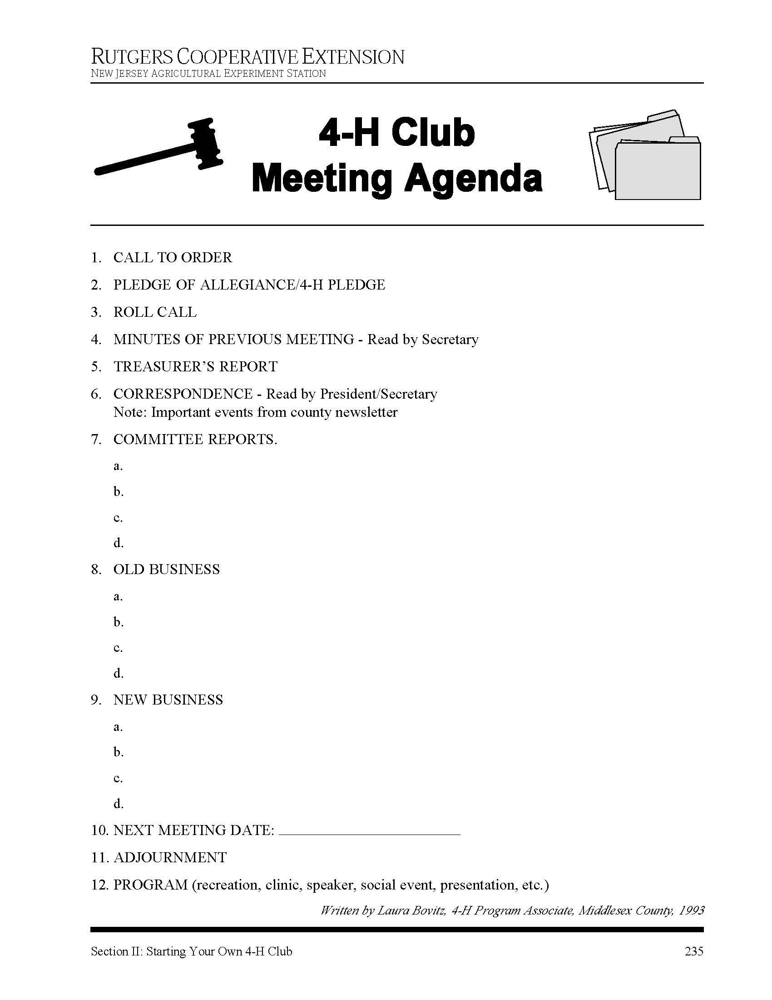 RUTGERS COOPERATIVE EXTENSION
NEW JERSEY AGRICULTURAL EXPERIMENT STATION
4-H Club
Meeting Agenda
1. CALL TO ORDER
2. PLEDGE OF ALLEGIANCE/4-H PLEDGE
3. ROLL CALL
4. MINUTES OF PREVIOUS MEETING - Read by Secretary
5. TREASURER’S REPORT
6. CORRESPONDENCE - Read by President/Secretary
Note: Important events from county newsletter
7. COMMITTEE REPORTS.
a.
b.
c.
d.
8. OLD BUSINESS
a.
b.
c.
d.
9. NEW BUSINESS
a.
b.
c.
d.
10. NEXT MEETING DATE: ____________________
11. ADJOURNMENT
12. PROGRAM (recreation, clinic, speaker, social event, presentation, etc.)
Written by Laura Bovitz, 4-H Program Associate, Middlesex County, 1993
Section II: Starting Your Own 4-H Club 235